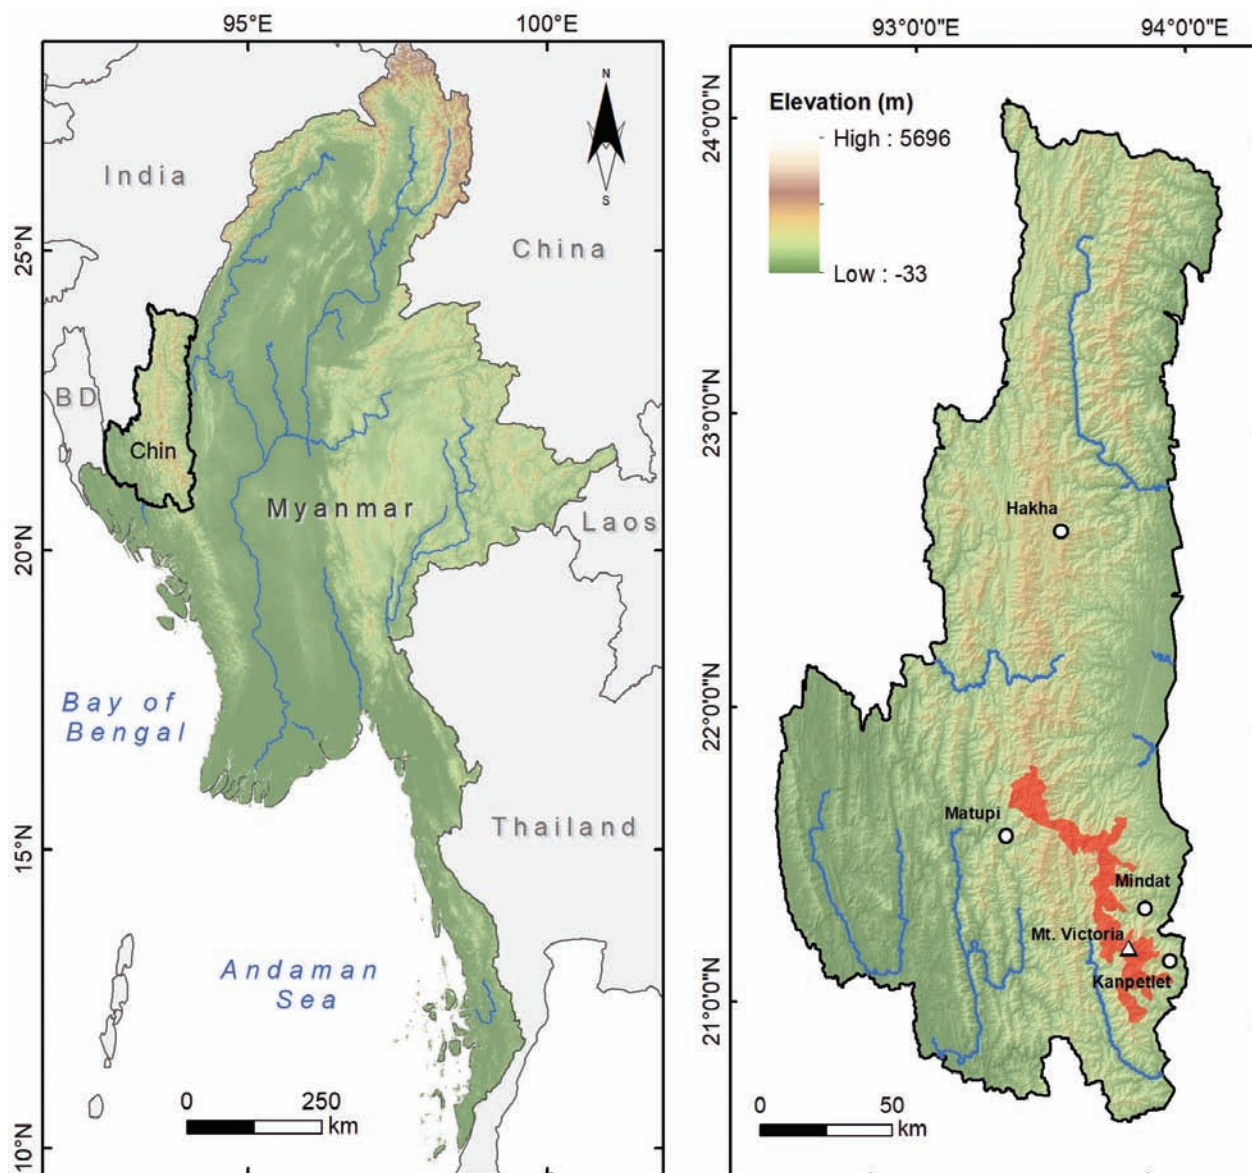 95°E
100°E
N
S
India
China
25°N
BD
Chin
Myanmar
Laos
20°N
Bay of
Bengal
Thailand
15°N
Andaman
Sea
0
250
km
10°N
93°0'0"E
94°0'0"E
Elevation (m)
High : 5696
Low : -33
24°0'0"N
23°0'0"N
Hakha
22°0'0"N
Matupi
Mindat
Mt. Victoria
Kanpetlet
21°0'0"N
0
50
km